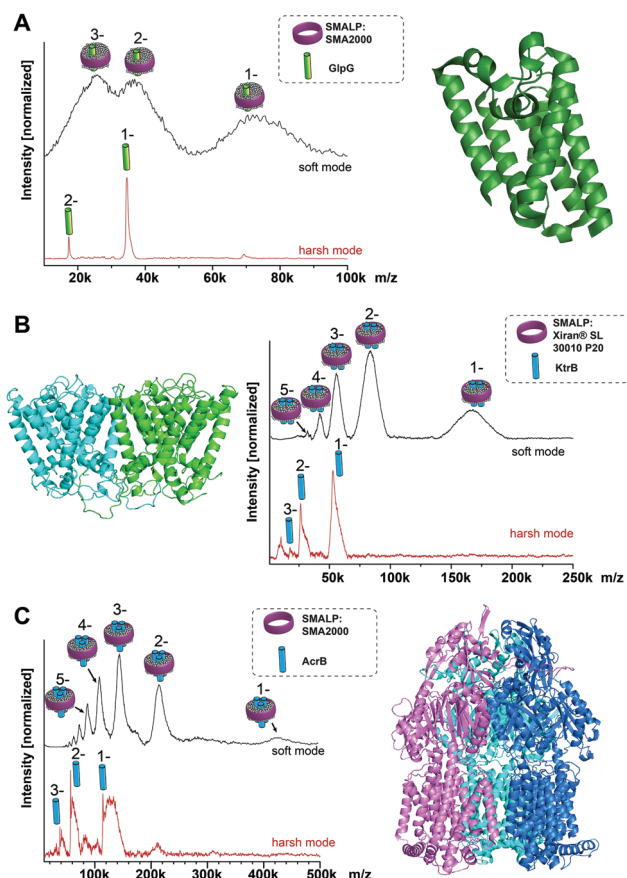 A
3-
2-
1-
SMALP:
SMA2000
GlpG
Intensity [normalized]
soft mode
1-
2-
harsh mode
20k 40k 60k 80k 100k m/z
B
2-
3-
4-
5-
1-
SMALP:
Xiran® SL
30010 P20
KtrB
Intensity [normalized]
soft mode
1-
2-
3-
harsh mode
50k 100k 150k 200k 250k m/z
C
3-
4-
2-
5-
1-
SMALP:
SMA2000
AcrB
Intensity [normalized]
soft mode
2- 1-
3-
harsh mode
100k 200k 300k 400k 500k m/z